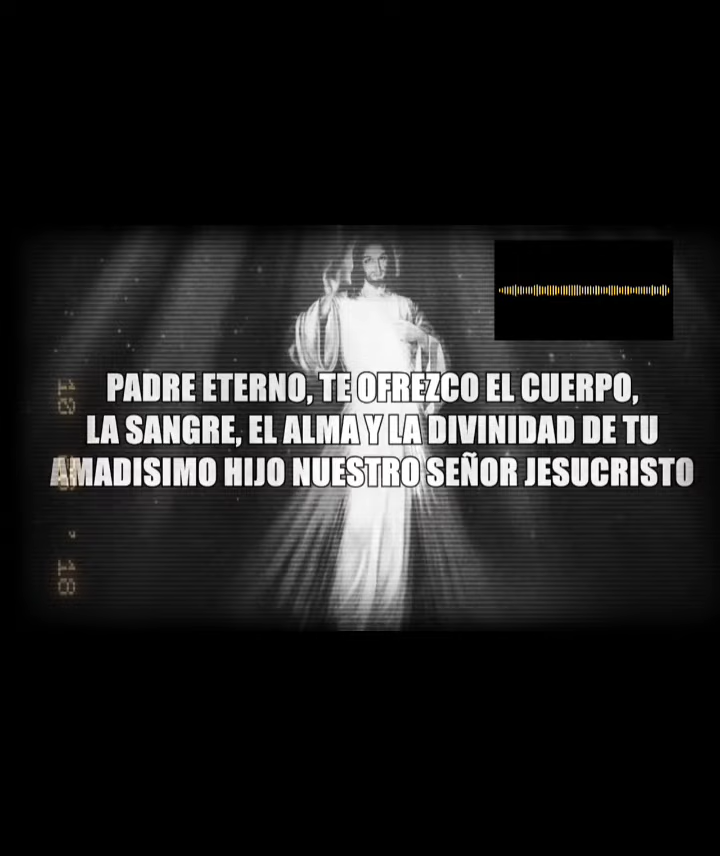 PADRE ETERNO, TE OFREZCO EL CUERPO,
LA SANGRE, EL ALMA Y LA DIVINIDAD DE TU
AMADISIMO HIJO NUESTRO SEÑOR JESUCRISTO